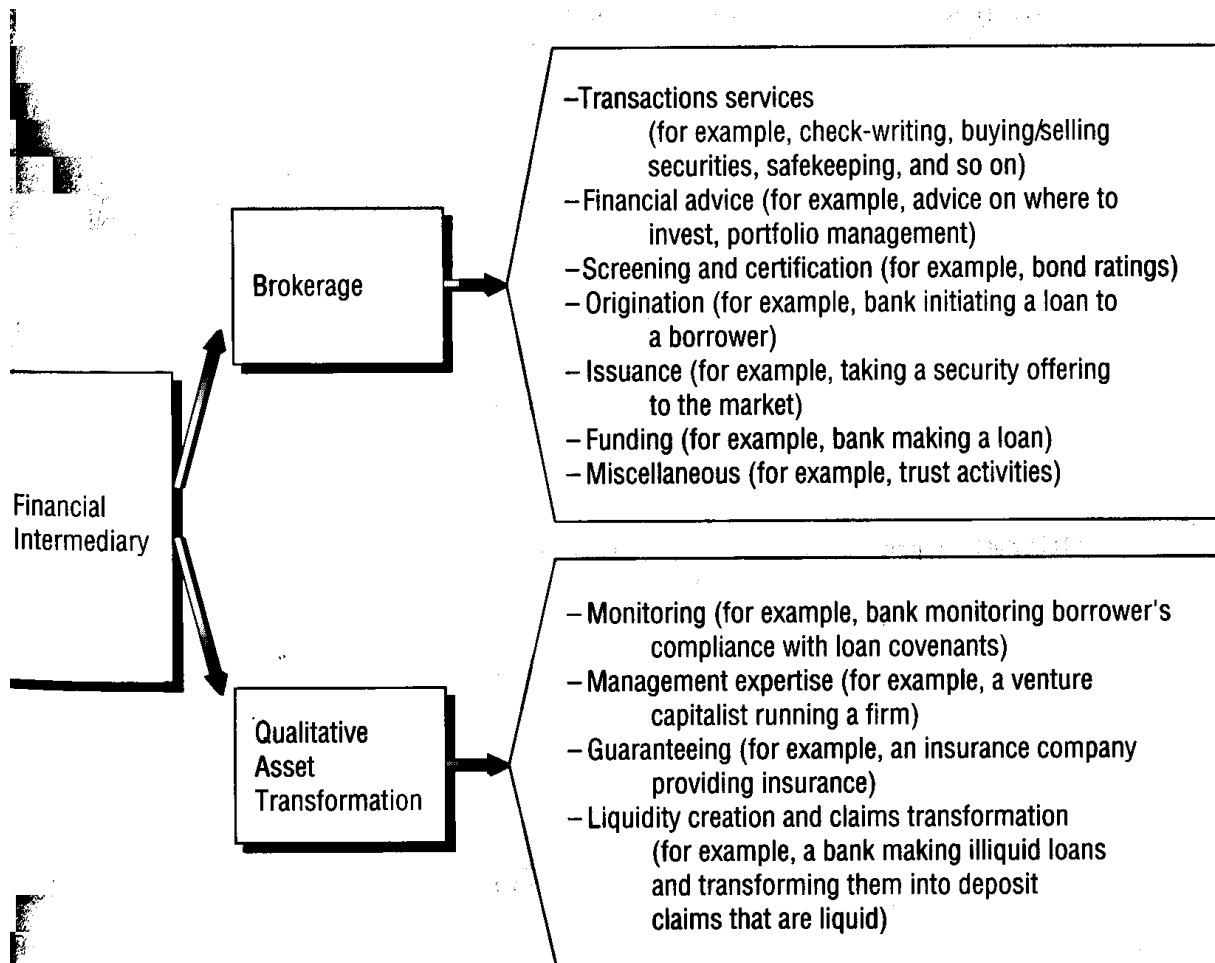 –Transactions services
(for example, check-writing, buying/selling
securities, safekeeping, and so on)
–Financial advice (for example, advice on where to
invest, portfolio management)
–Screening and certification (for example, bond ratings)
–Origination (for example, bank initiating a loan to
a borrower)
–Issuance (for example, taking a security offering
to the market)
–Funding (for example, bank making a loan)
–Miscellaneous (for example, trust activities)
Brokerage
Financial
Intermediary
–Monitoring (for example, bank monitoring borrower's
compliance with loan covenants)
–Management expertise (for example, a venture
capitalist running a firm)
–Guaranteeing (for example, an insurance company
providing insurance)
–Liquidity creation and claims transformation
(for example, a bank making illiquid loans
and transforming them into deposit
claims that are liquid)
Qualitative
Asset
Transformation